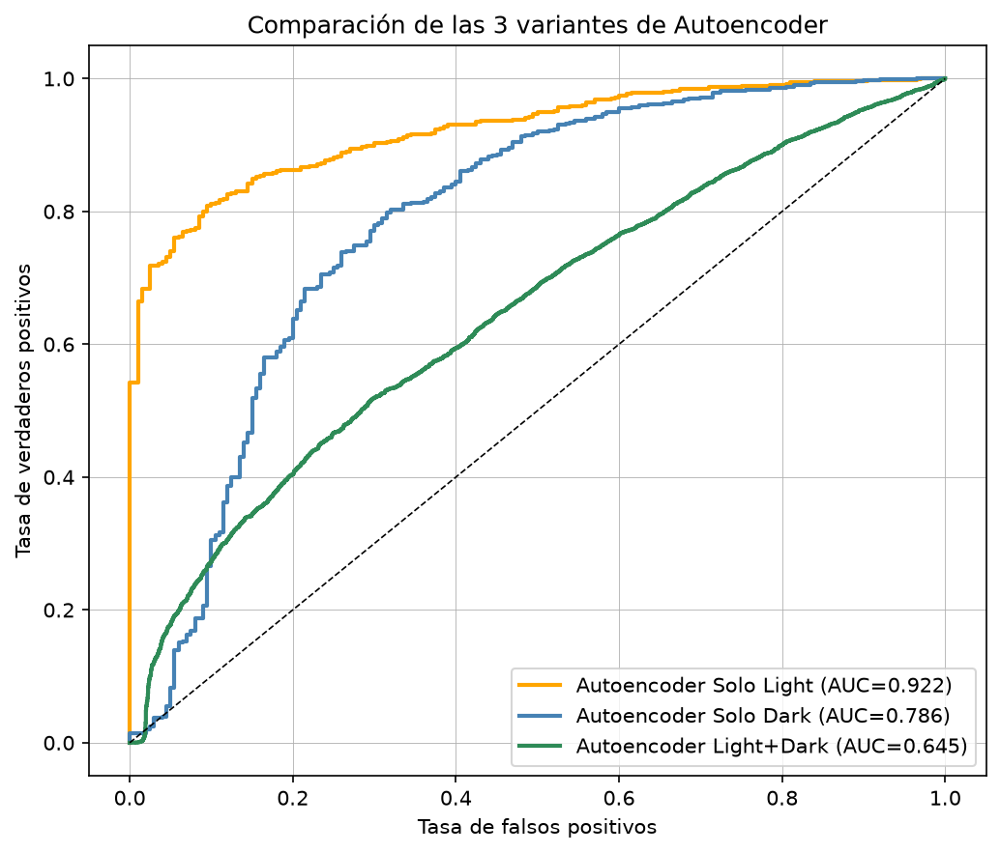 Comparación de las 3 variantes de Autoencoder
1.0
0.8
0.6
0.4
0.2
0.0
Tasa de verdaderos positivos
Autoencoder Solo Light (AUC=0.922)
Autoencoder Solo Dark (AUC=0.786)
Autoencoder Light+Dark (AUC=0.645)
0.0 0.2 0.4 0.6 0.8 1.0
Tasa de falsos positivos